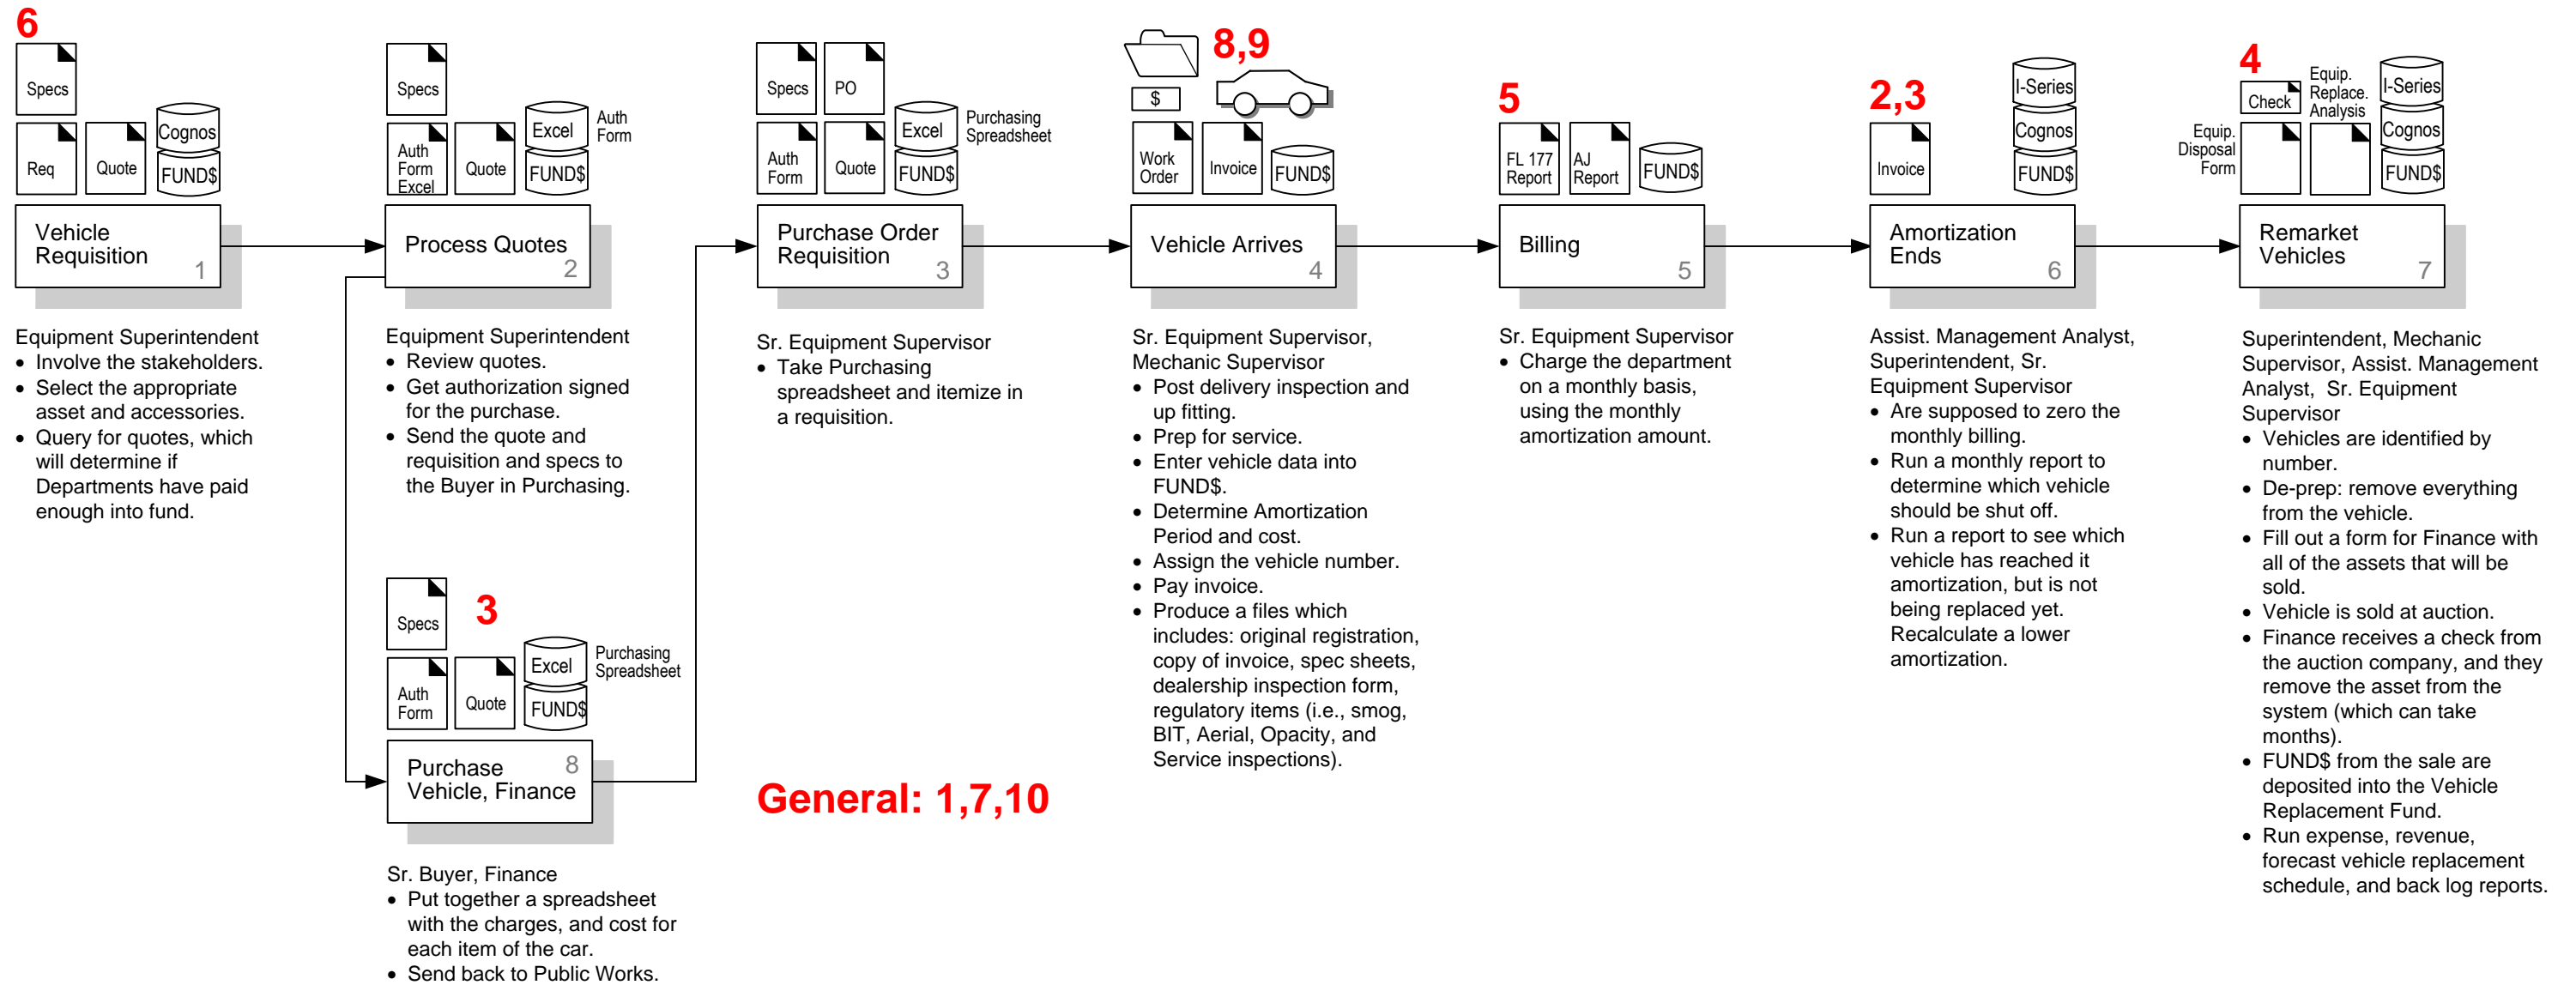 6
Specs
Req
Quote
Cognos
FUND$
Vehicle
Requisition
1
Equipment Superintendent
• Involve the stakeholders.
• Select the appropriate
asset and accessories.
• Query for quotes, which
will determine if
Departments have paid
enough into fund.
Specs
Auth
Form
Excel
Quote
Excel
FUND$
Auth
Form
Process Quotes
2
Equipment Superintendent
• Review quotes.
• Get authorization signed
for the purchase.
• Send the quote and
requisition and specs to
the Buyer in Purchasing.
Specs
3
Auth
Form
Quote
Excel
FUND$
Purchasing
Spreadsheet
Purchase
Vehicle, Finance
8
Sr. Buyer, Finance
• Put together a spreadsheet
with the charges, and cost for
each item of the car.
• Send back to Public Works.
Specs
PO
Auth
Form
Quote
Excel
FUND$
Purchasing
Spreadsheet
Purchase Order
Requisition
3
Sr. Equipment Supervisor
• Take Purchasing
spreadsheet and itemize in
a requisition.
General: 1,7,10
8,9
$
Work
Order
Invoice
FUND$
Vehicle Arrives
4
Sr. Equipment Supervisor,
Mechanic Supervisor
• Post delivery inspection and
up fitting.
• Prep for service.
• Enter vehicle data into
FUND$.
• Determine Amortization
Period and cost.
• Assign the vehicle number.
• Pay invoice.
• Produce a files which
includes: original registration,
copy of invoice, spec sheets,
dealership inspection form,
regulatory items (i.e., smog,
BIT, Aerial, Opacity, and
Service inspections).
5
FL 177
Report
AJ
Report
FUND$
Billing
5
Sr. Equipment Supervisor
• Charge the department
on a monthly basis,
using the monthly
amortization amount.
2,3
Invoice
I-Series
Cognos
FUND$
Amortization
Ends
6
Assist. Management Analyst,
Superintendent, Sr.
Equipment Supervisor
• Are supposed to zero the
monthly billing.
• Run a monthly report to
determine which vehicle
should be shut off.
• Run a report to see which
vehicle has reached it
amortization, but is not
being replaced yet.
Recalculate a lower
amortization.
4
Check
Equip.
Replace.
Analysis
Equip.
Disposal
Form
I-Series
Cognos
FUND$
Remarket
Vehicles
7
Superintendent, Mechanic
Supervisor, Assist. Management
Analyst, Sr. Equipment
Supervisor
• Vehicles are identified by
number.
• De-prep: remove everything
from the vehicle.
• Fill out a form for Finance with
all of the assets that will be
sold.
• Vehicle is sold at auction.
• Finance receives a check from
the auction company, and they
remove the asset from the
system (which can take
months).
• FUND$ from the sale are
deposited into the Vehicle
Replacement Fund.
• Run expense, revenue,
forecast vehicle replacement
schedule, and back log reports.